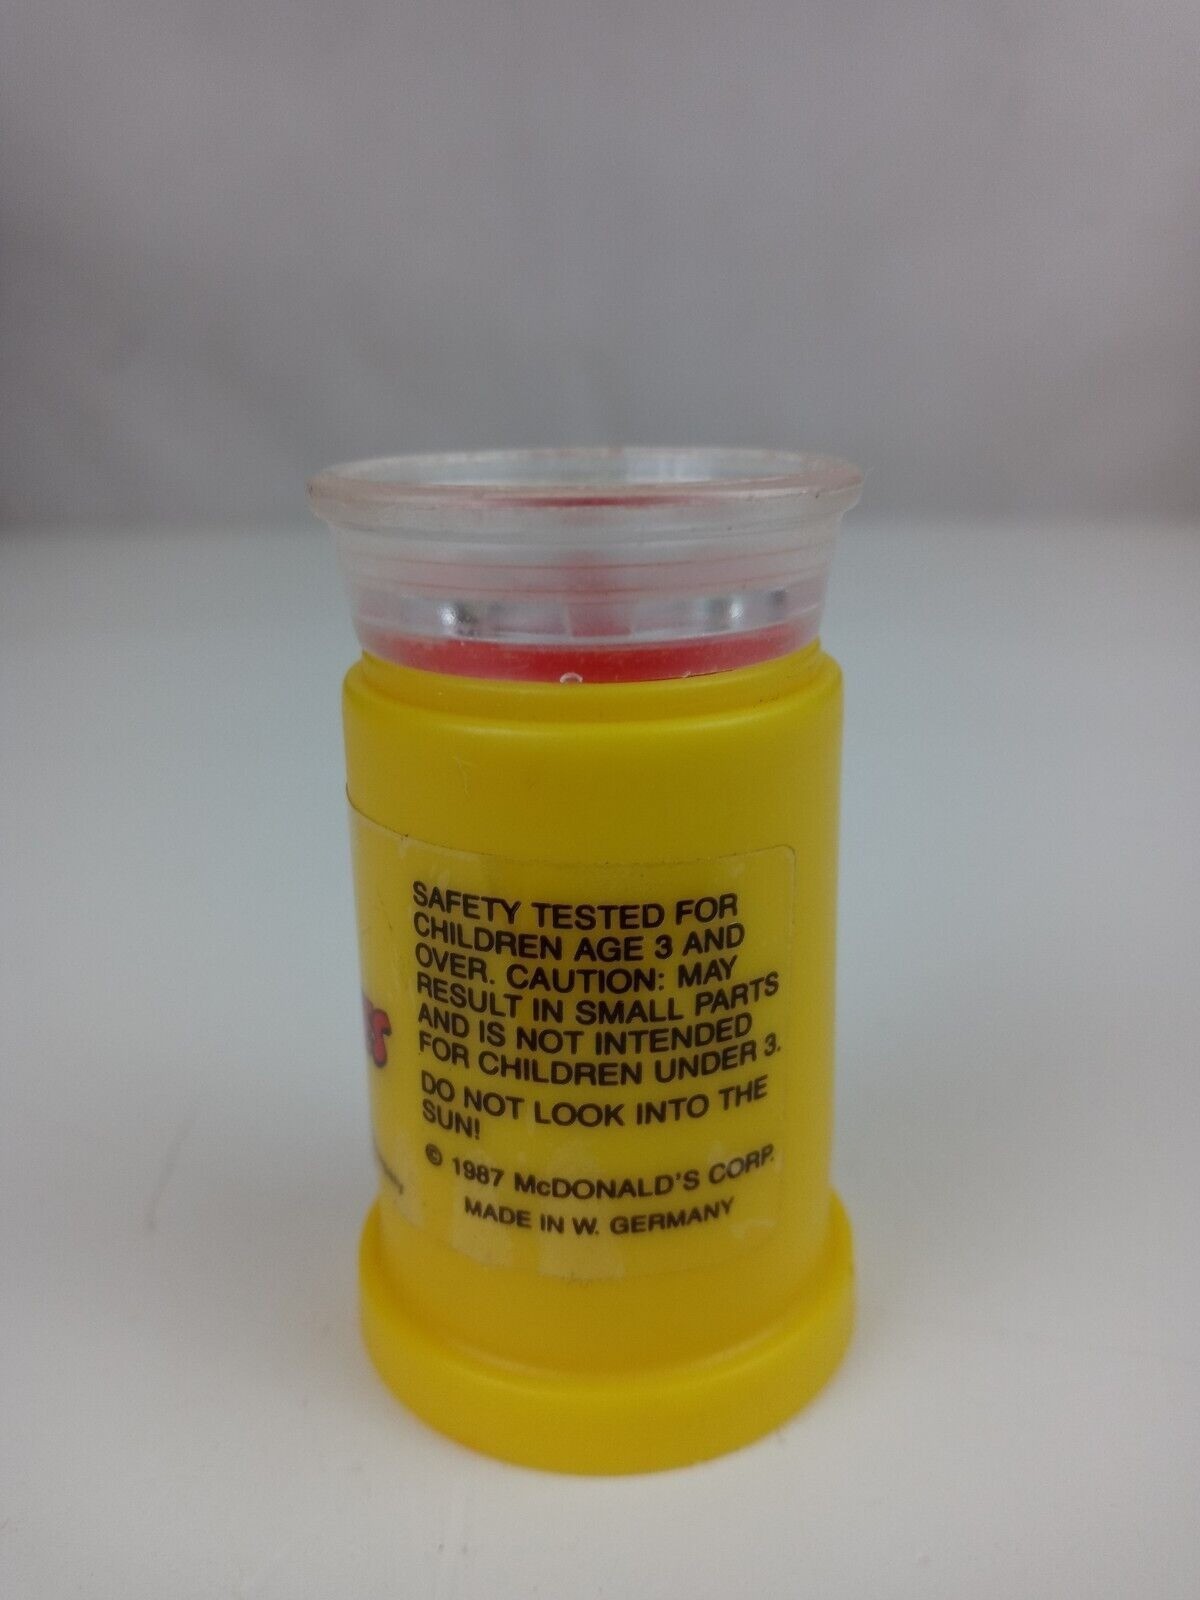 SAFETY TESTED FOR
CHILDREN AGE 3 AND
OVER. CAUTION: MAY
RESULT IN SMALL PARTS
AND IS NOT INTENDED
FOR CHILDREN UNDER 3.
DO NOT LOOK INTO THE
SUN!
© 1987 McDONALD'S CORP.
MADE IN W. GERMANY